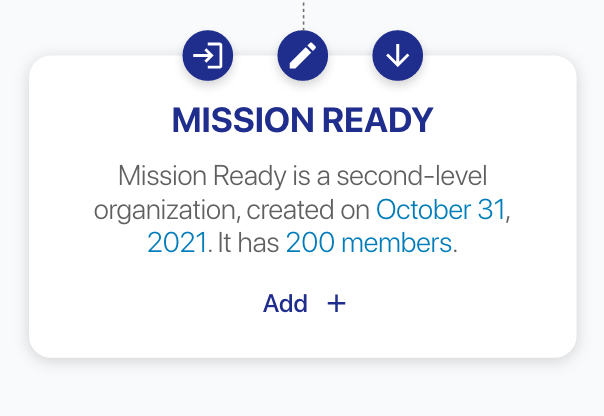 MISSION READY
Mission Ready is a second-level
organization, created on October 31,
2021. It has 200 members.
Add +